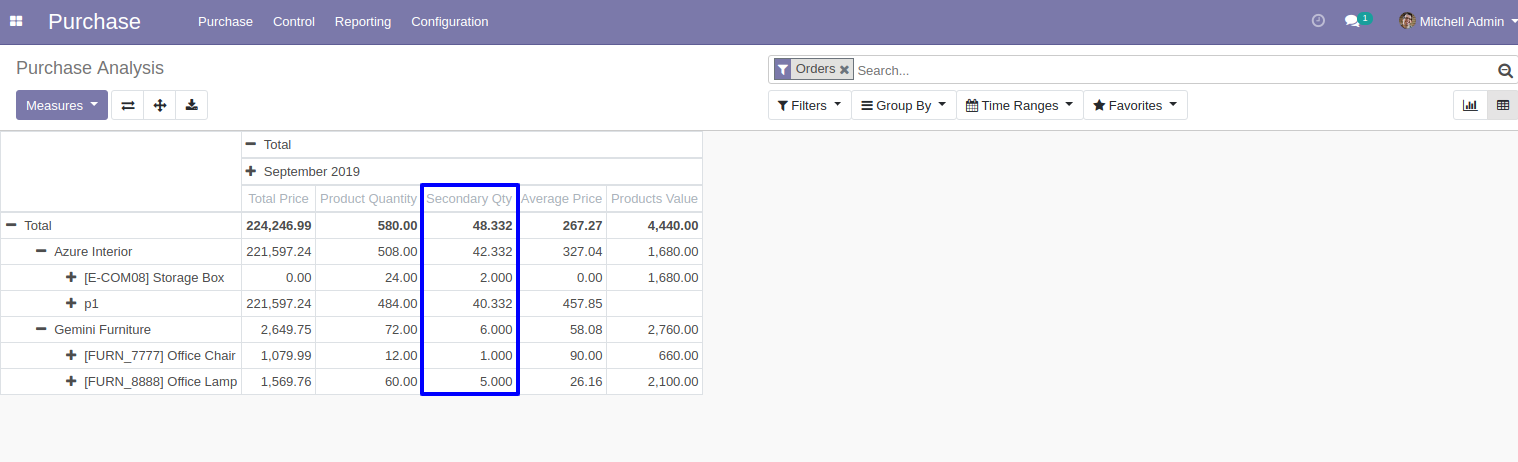 Purchase Purchase Control Reporting Configuration 1 Mitchell Admin
Purchase Analysis
Orders Search...
Measures Filters Group By Time Ranges Favorites
Total
September 2019
Total Price Product Quantity Secondary Qty Average Price Products Value
Total 224,246.99 580.00 48.332 267.27 4,440.00
Azure Interior 221,597.24 508.00 42.332 327.04 1,680.00
[E-COM08] Storage Box 0.00 24.00 2.000 0.00 1,680.00
p1 221,597.24 484.00 40.332 457.85
Gemini Furniture 2,649.75 72.00 6.000 58.08 2,760.00
[FURN_7777] Office Chair 1,079.99 12.00 1.000 90.00 660.00
[FURN_8888] Office Lamp 1,569.76 60.00 5.000 26.16 2,100.00